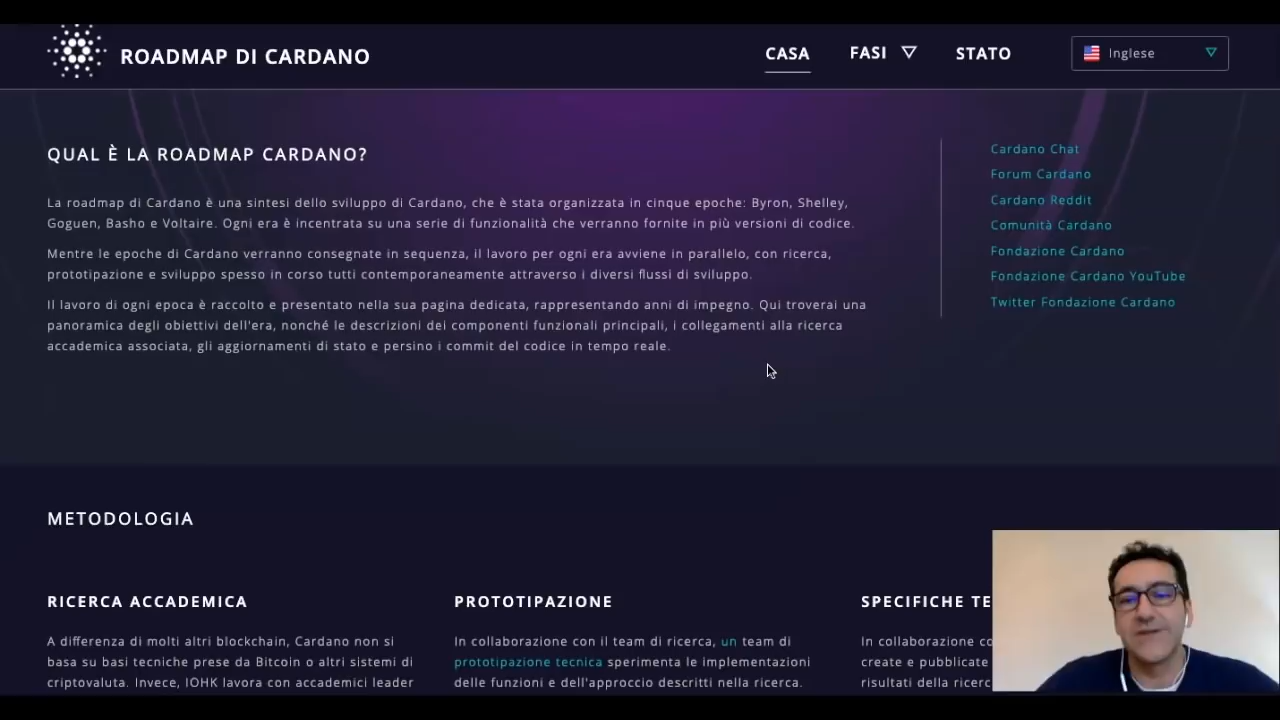 ROADMAP DI CARDANO
CASA
FASI
STATO
Inglese
QUAL È LA ROADMAP CARDANO?
La roadmap di Cardano è una sintesi dello sviluppo di Cardano, che è stata organizzata in cinque epoche: Byron, Shelley,
Goguen, Basho e Voltaire. Ogni era è incentrata su una serie di funzionalità che verranno fornite in più versioni di codice.
Mentre le epoche di Cardano verranno consegnate in sequenza, il lavoro per ogni era avviene in parallelo, con ricerca,
prototipazione e sviluppo spesso in corso tutti contemporaneamente attraverso i diversi flussi di sviluppo.
Il lavoro di ogni epoca è raccolto e presentato nella sua pagina dedicata, rappresentando anni di impegno. Qui troverai una
panoramica degli obiettivi dell'era, nonché le descrizioni dei componenti funzionali principali, i collegamenti alla ricerca
accademica associata, gli aggiornamenti di stato e persino i commit del codice in tempo reale.
Cardano Chat
Forum Cardano
Cardano Reddit
Comunità Cardano
Fondazione Cardano
Fondazione Cardano YouTube
Twitter Fondazione Cardano
METODOLOGIA
RICERCA ACCADEMICA
A differenza di molti altri blockchain, Cardano non si
basa su basi tecniche prese da Bitcoin o altri sistemi di
criptovaluta. Invece, IOHK lavora con accademici leader
PROTOTIPAZIONE
In collaborazione con il team di ricerca, un team di
prototipazione tecnica sperimenta le implementazioni
delle funzioni e dell'approccio descritti nella ricerca.
SPECIFICHE TE
In collaborazione co
create e pubblicate
risultati della ricerc